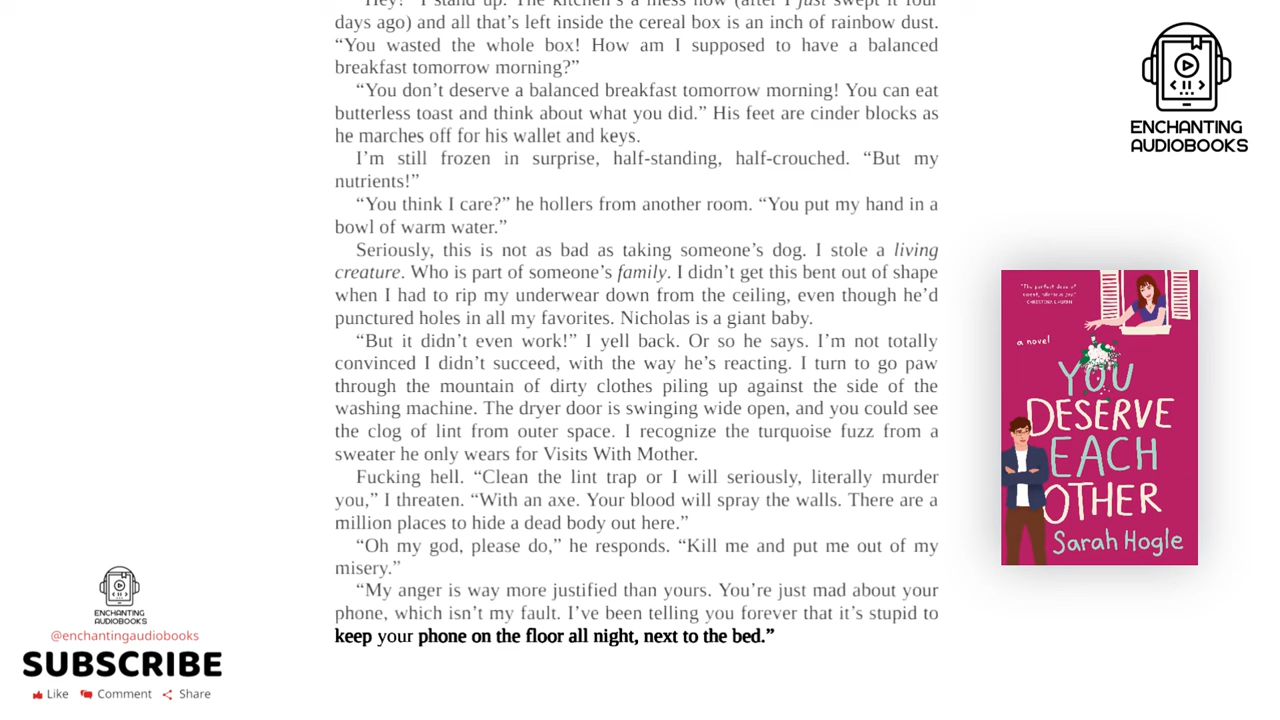 “Hey!” I stand up. The kitchen’s a mess now (after I just swept it four
days ago) and all that’s left inside the cereal box is an inch of rainbow dust.
“You wasted the whole box! How am I supposed to have a balanced
breakfast tomorrow morning?”
“You don’t deserve a balanced breakfast tomorrow morning! You can eat
butterless toast and think about what you did.” His feet are cinder blocks as
he marches off for his wallet and keys.
I’m still frozen in surprise, half-standing, half-crouched. “But my
nutrients!”
“You think I care?” he hollers from another room. “You put my hand in a
bowl of warm water.”
Seriously, this is not as bad as taking someone’s dog. I stole a living
creature. Who is part of someone’s family. I didn’t get this bent out of shape
when I had to rip my underwear down from the ceiling, even though he’d
punctured holes in all my favorites. Nicholas is a giant baby.
“But it didn’t even work!” I yell back. Or so he says. I’m not totally
convinced I didn’t succeed, with the way he’s reacting. I turn to go paw
through the mountain of dirty clothes piling up against the side of the
washing machine. The dryer door is swinging wide open, and you could see
the clog of lint from outer space. I recognize the turquoise fuzz from a
sweater he only wears for Visits With Mother.
Fucking hell. “Clean the lint trap or I will seriously, literally murder
you,” I threaten. “With an axe. Your blood will spray the walls. There are a
million places to hide a dead body out here.”
“Oh my god, please do,” he responds. “Kill me and put me out of my
misery.”
“My anger is way more justified than yours. You’re just mad about your
phone, which isn’t my fault. I’ve been telling you forever that it’s stupid to
keep your phone on the floor all night, next to the bed.”
ENCHANTING
AUDIOBOOKS
a novel
YOU
DESERVE
EACH
OTHER
Sarah Hogle
ENCHANTING
AUDIOBOOKS
@enchantingaudiobooks
SUBSCRIBE
Like Comment Share